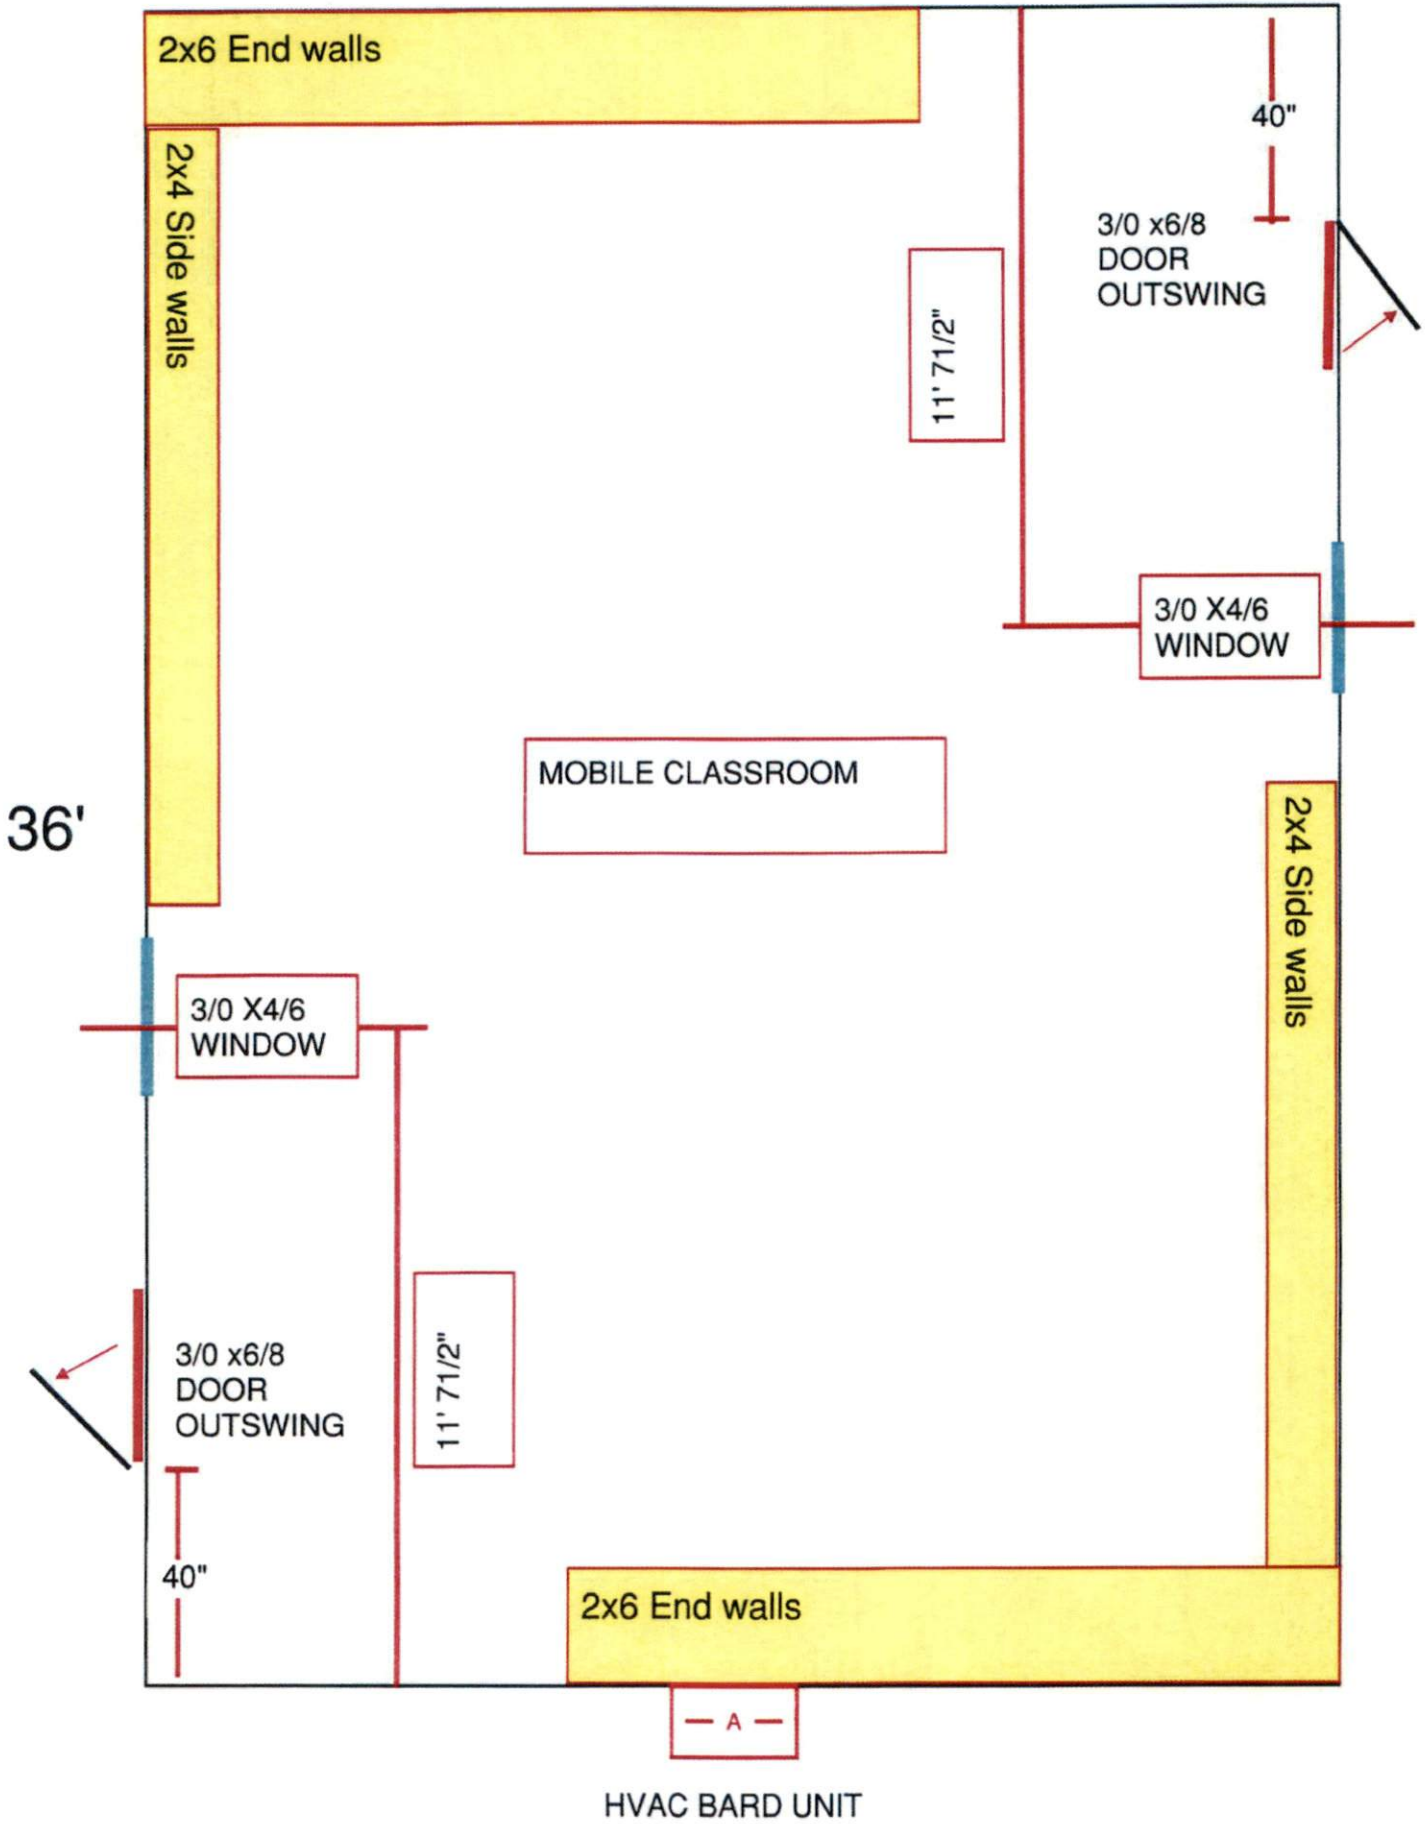 2x6 End walls
40"
2x4 Side walls
3/0 x6/8
DOOR
OUTSWING
11' 71/2"
3/0 X4/6
WINDOW
MOBILE CLASSROOM
36'
2x4 Side walls
3/0 X4/6
WINDOW
11' 71/2"
3/0 x6/8
DOOR
OUTSWING
40"
2x6 End walls
A
HVAC BARD UNIT